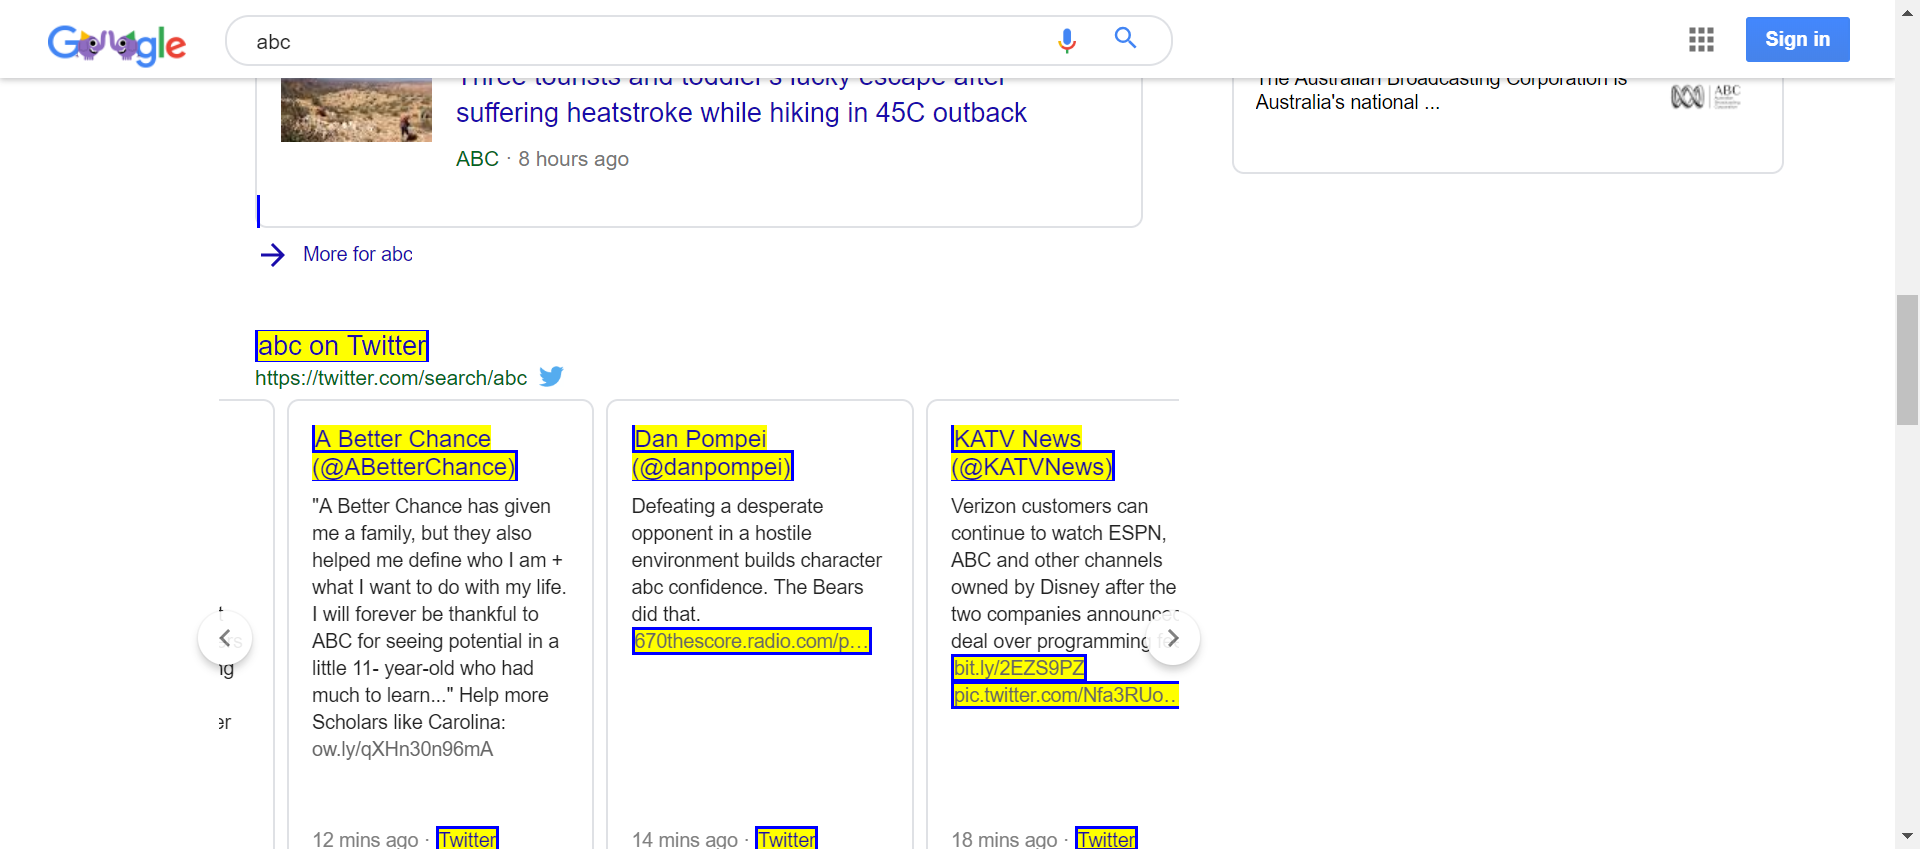 Google
abc
Sign in
Three tourists and toddler's lucky escape after
suffering heatstroke while hiking in 45C outback
ABC · 8 hours ago
The Australian Broadcasting Corporation is
Australia's national ...
ABC
Australian
Broadcasting
Corporation
More for abc
abc on Twitter
https://twitter.com/search/abc
A Better Chance
(@ABetterChance)
"A Better Chance has given
me a family, but they also
helped me define who I am +
what I want to do with my life.
I will forever be thankful to
ABC for seeing potential in a
little 11- year-old who had
much to learn..." Help more
Scholars like Carolina:
ow.ly/qXHn30n96mA
12 mins ago · Twitter
Dan Pompei
(@danpompei)
Defeating a desperate
opponent in a hostile
environment builds character
abc confidence. The Bears
did that.
670thescore.radio.com/p…
14 mins ago · Twitter
KATV News
(@KATVNews)
Verizon customers can
continue to watch ESPN,
ABC and other channels
owned by Disney after the
two companies announced
deal over programming
bit.ly/2EZS9PZ
pic.twitter.com/Nfa3RUo…
18 mins ago · Twitter